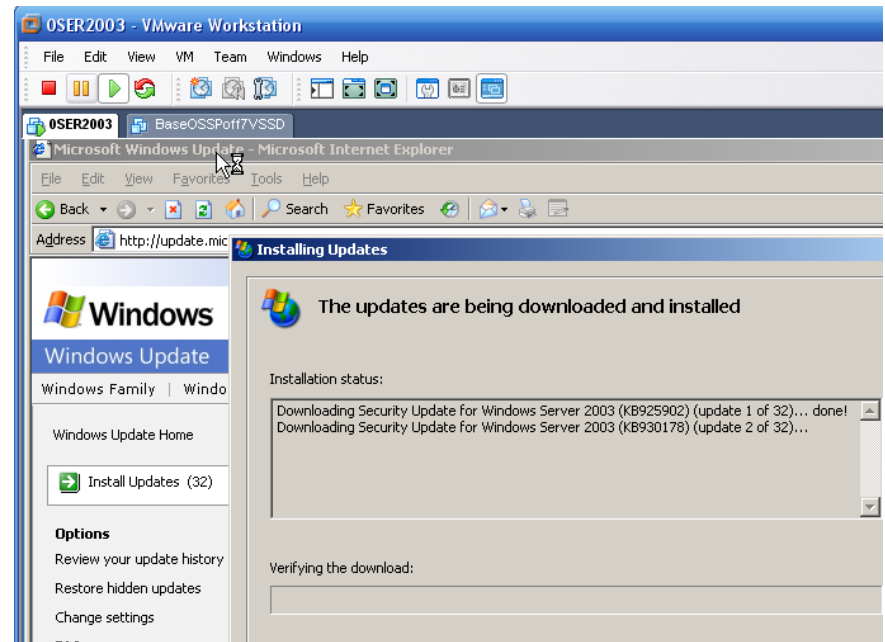 0SER2003 - VMware Workstation
File Edit View VM Team Windows Help
0SER2003 BaseOSSPoff7VSSD
Microsoft Windows Update - Microsoft Internet Explorer
File Edit View Favorites Tools Help
Back Search Favorites
Address http://update.mic
Installing Updates
The updates are being downloaded and installed
Windows
Windows Update
Windows Family | Windo
Installation status:
Downloading Security Update for Windows Server 2003 (KB925902) (update 1 of 32)... done!
Downloading Security Update for Windows Server 2003 (KB930178) (update 2 of 32)...
Windows Update Home
Install Updates (32)
Options
Review your update history
Restore hidden updates
Change settings
Verifying the download: